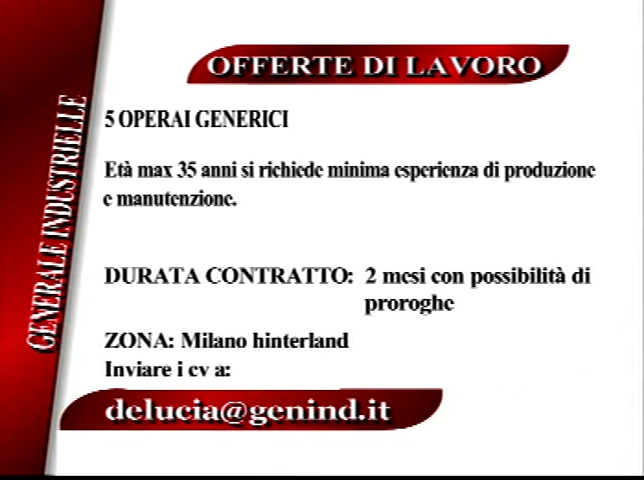 OFFERTE DI LAVORO
GENERALE INDUSTRIELLE
5 OPERAI GENERICI
Età max 35 anni si richiede minima esperienza di produzione
e manutenzione.
DURATA CONTRATTO: 2 mesi con possibilità di
proroghe
ZONA: Milano hinterland
Inviare i cv a:
delucia@genind.it